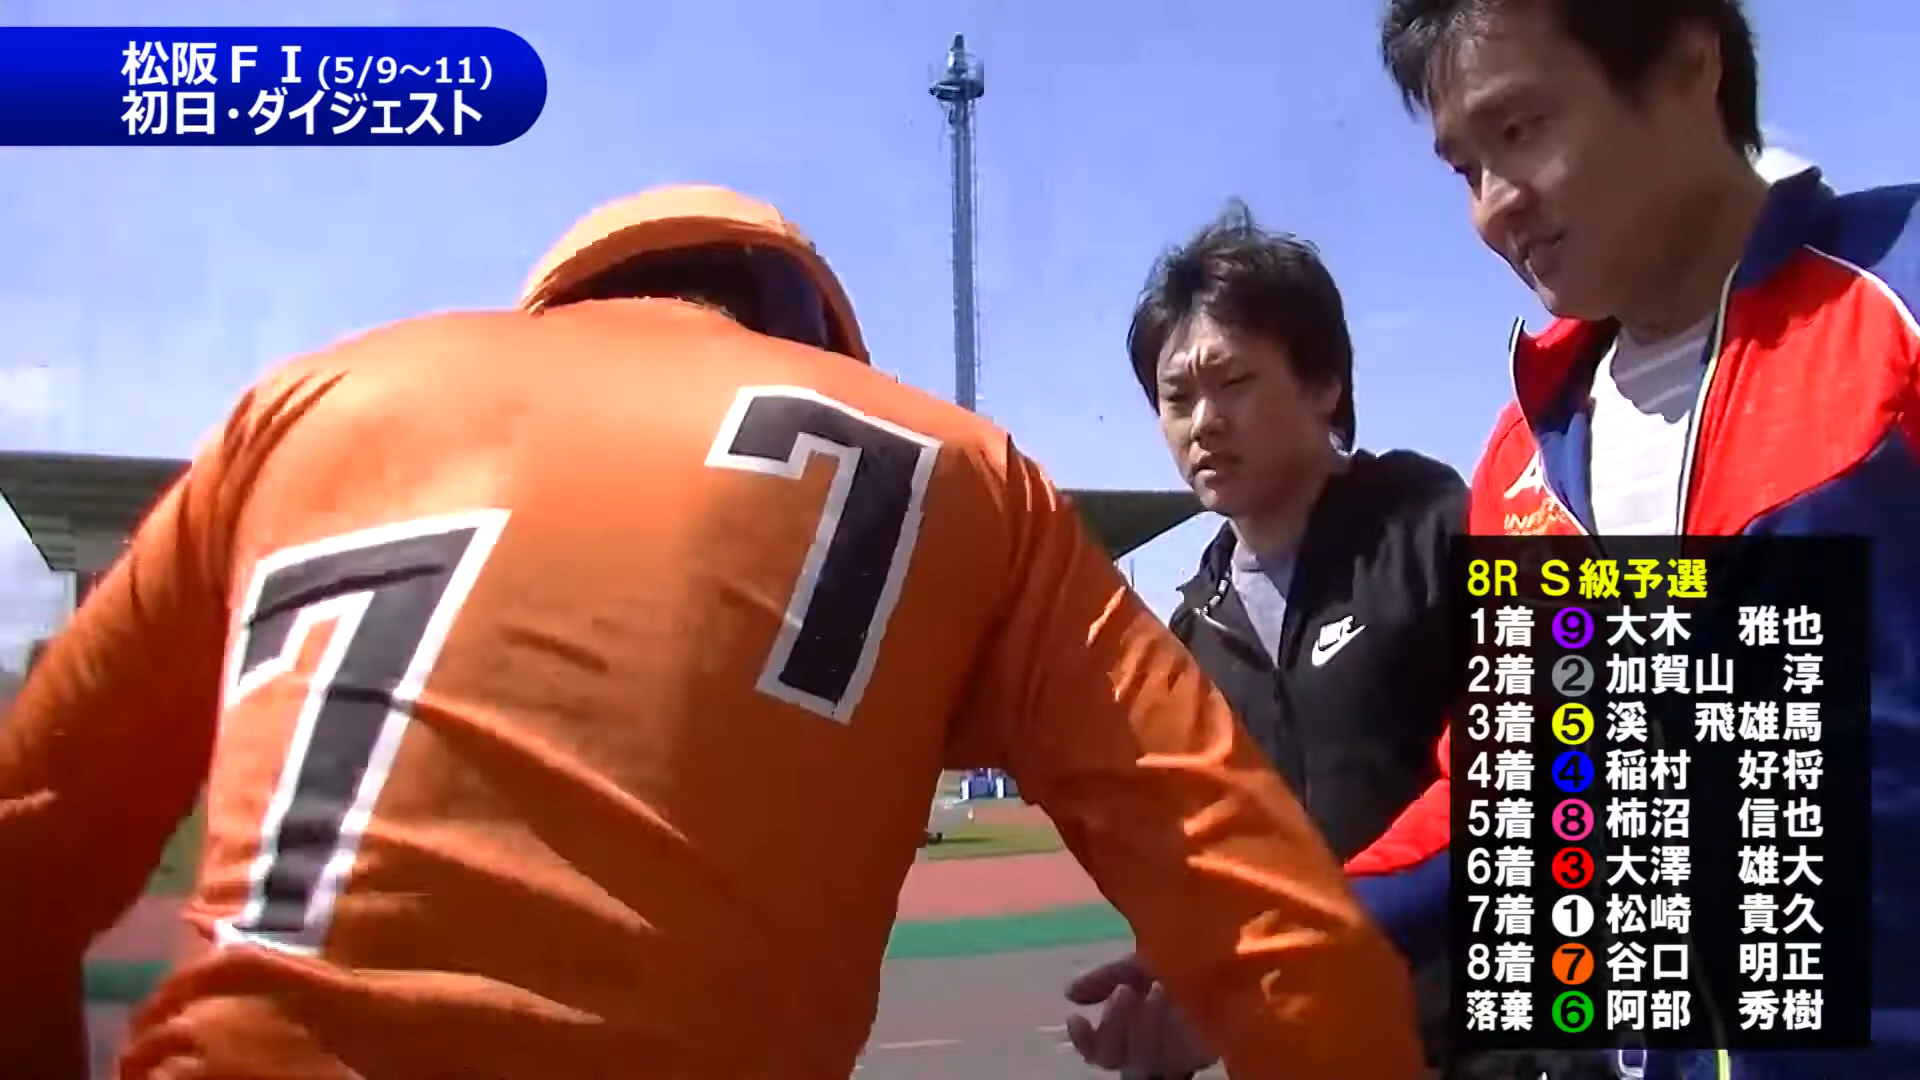 松阪FⅠ(5/9～11)
初日・ダイジェスト
7
7
NIKE
8R S級予選
1着 9 大木 雅也
2着 2 加賀山 淳
3着 5 溪 飛雄馬
4着 4 稲村 好将
5着 8 柿沼 信也
6着 3 大澤 雄大
7着 1 松崎 貴久
8着 7 谷口 明正
落棄 6 阿部 秀樹